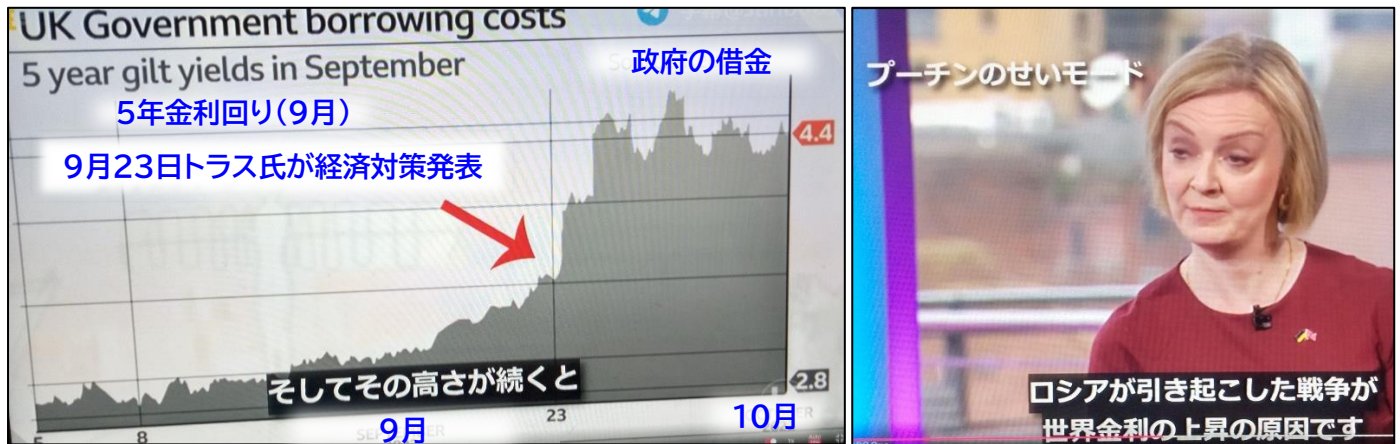 UK Government borrowing costs
5 year gilt yields in September
政府の借金
5年金利回り(9月)
9月23日トラス氏が経済対策発表
4.4
2.8
そしてその高さが続くと
5
8
23
9月
10月
プーチンのせいモード
ロシアが引き起こした戦争が
世界金利の上昇の原因です